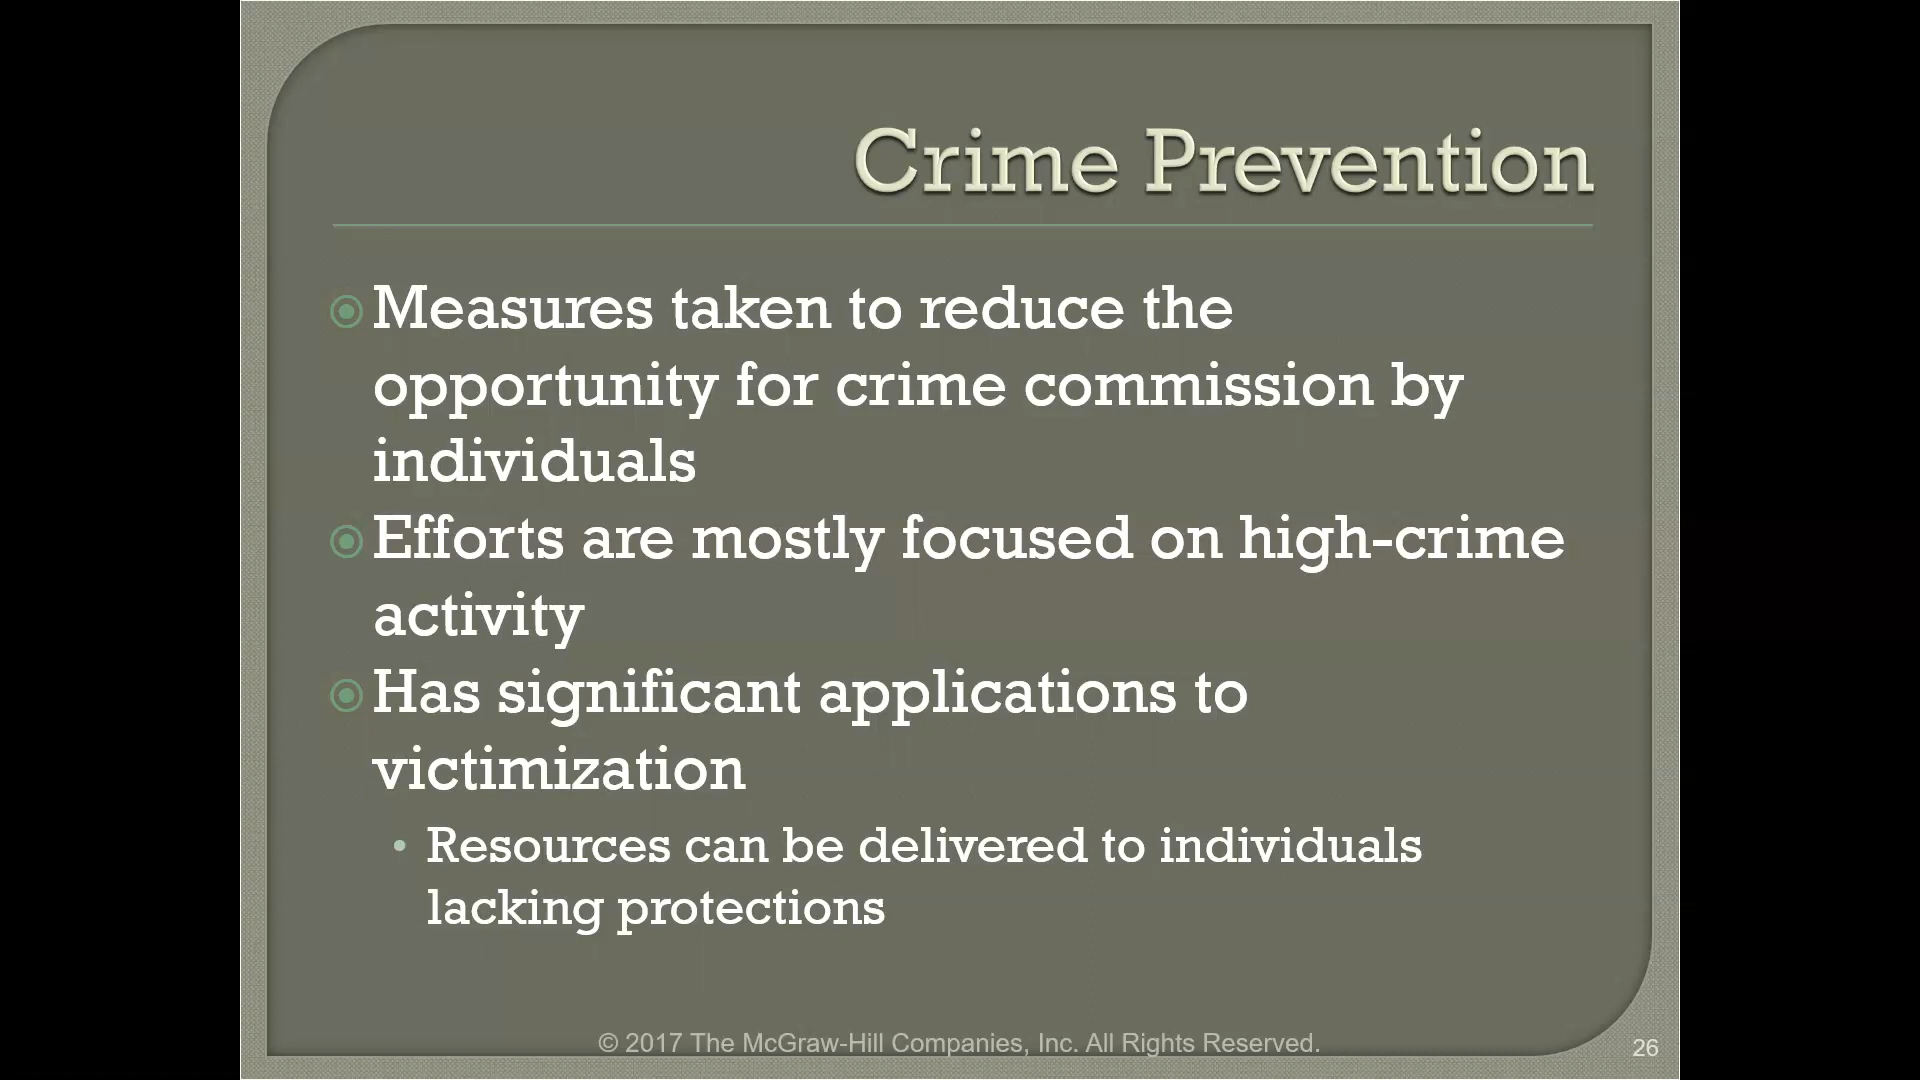 Crime Prevention
Measures taken to reduce the
opportunity for crime commission by
individuals
Efforts are mostly focused on high-crime
activity
Has significant applications to
victimization
Resources can be delivered to individuals
lacking protections
© 2017 The McGraw-Hill Companies, Inc. All Rights Reserved.
26